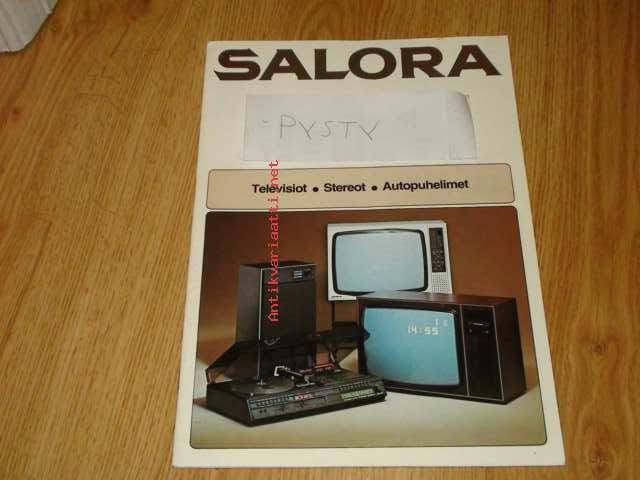 SALORA
-PYSTY
Televisiot • Stereot • Autopuhelimet
Antikvariaatti.net
14:55